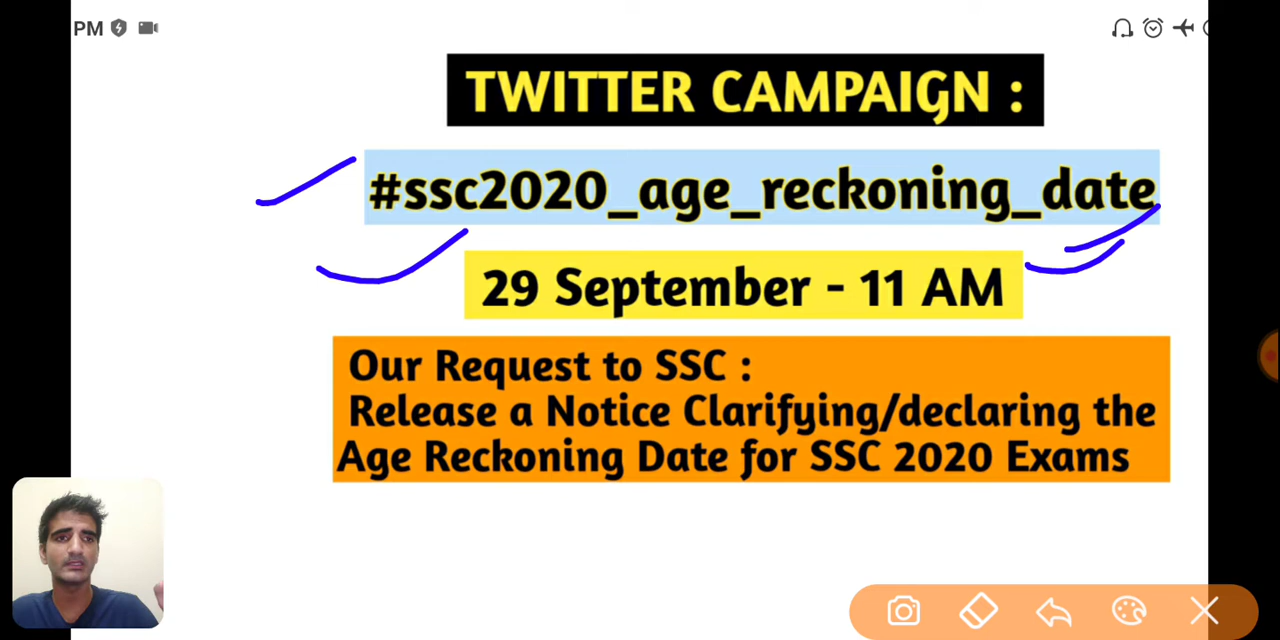 PM
TWITTER CAMPAIGN :
#ssc2020_age_reckoning_date
29 September - 11 AM
Our Request to SSC :
Release a Notice Clarifying/declaring the
Age Reckoning Date for SSC 2020 Exams